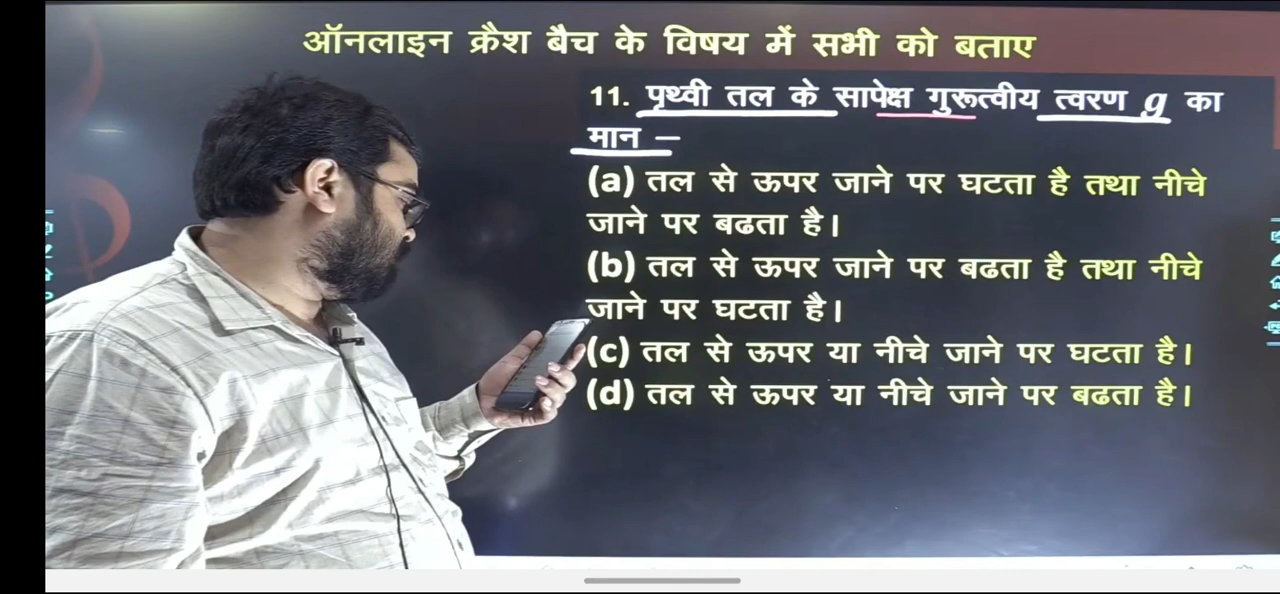 ऑनलाइन क्रैश बैच के विषय में सभी को बताए
11. पृथ्वी तल के सापेक्ष गुरूत्वीय त्वरण g का
मान –
(a) तल से ऊपर जाने पर घटता है तथा नीचे
जाने पर बढता है।
(b) तल से ऊपर जाने पर बढता है तथा नीचे
जाने पर घटता है।
(c) तल से ऊपर या नीचे जाने पर घटता है।
(d) तल से ऊपर या नीचे जाने पर बढता है।